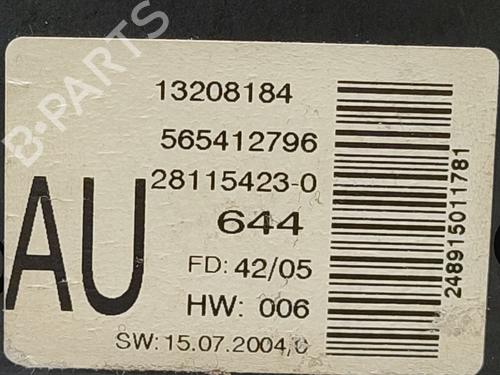 B-PARTS
13208184
565412796
28115423-0
644
AU
FD: 42/05
HW: 006
SW: 15.07.2004/0
248915011781